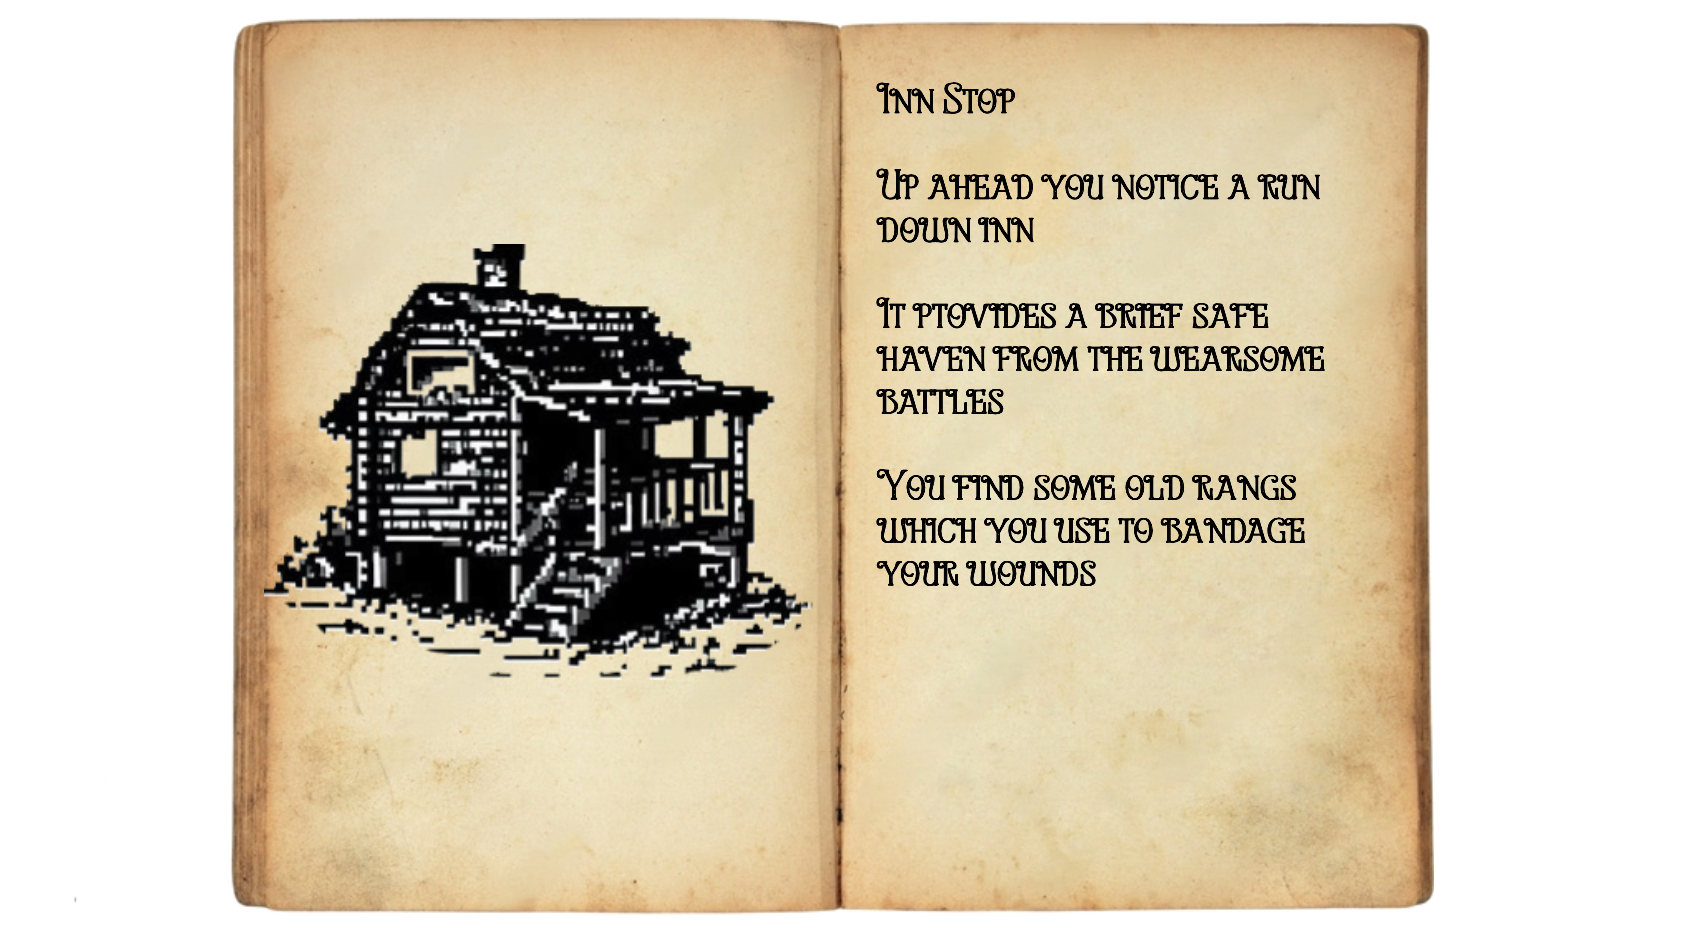 Inn Stop
Up ahead you notice a run
down inn
It ptovides a brief safe
haven from the wearsome
battles
You find some old rangs
which you use to bandage
your wounds